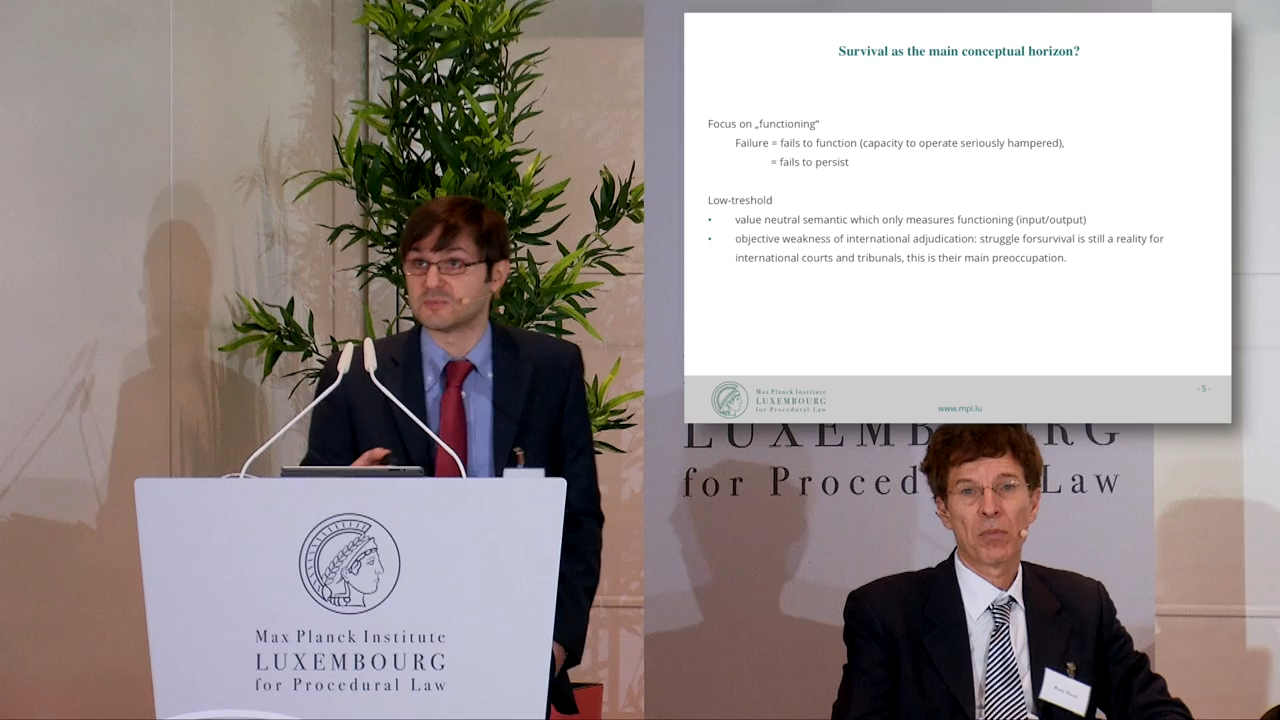 Survival as the main conceptual horizon?
Focus on „functioning“
Failure = fails to function (capacity to operate seriously hampered),
= fails to persist
Low-treshold
• value neutral semantic which only measures functioning (input/output)
• objective weakness of international adjudication: struggle forsurvival is still a reality for
international courts and tribunals, this is their main preoccupation.
Max Planck Institute
LUXEMBOURG
for Procedural Law
www.mpi.lu
- 5 -
for Procedural Law
Max Planck Institute
LUXEMBOURG
for Procedural Law